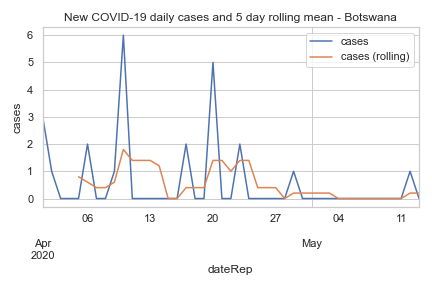 New COVID-19 daily cases and 5 day rolling mean - Botswana
cases
cases (rolling)
cases
6
5
4
3
2
1
0
06
13
20
27
04
11
Apr
2020
May
dateRep